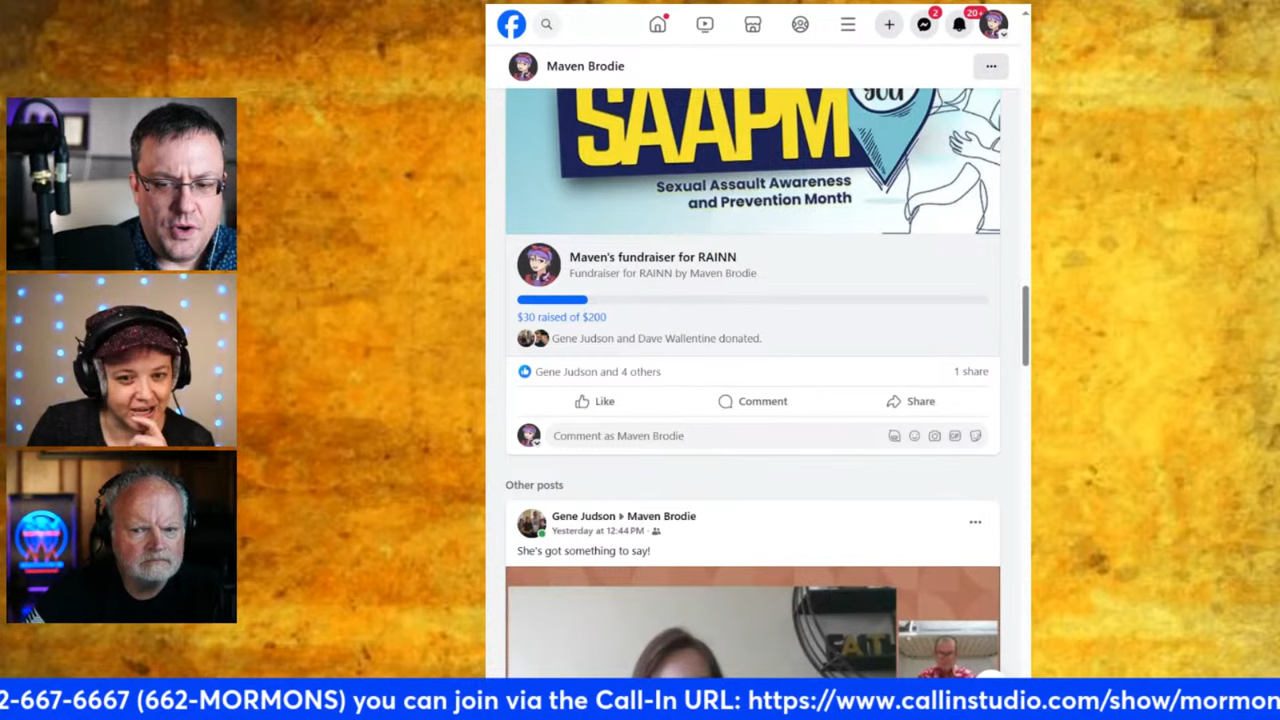 2
20+
Maven Brodie
you
SAAPM
Sexual Assault Awareness
and Prevention Month
Maven's fundraiser for RAINN
Fundraiser for RAINN by Maven Brodie
$30 raised of $200
Gene Judson and Dave Wallentine donated.
Gene Judson and 4 others
1 share
Like
Comment
Share
Comment as Maven Brodie
GIF
Other posts
Gene Judson Maven Brodie
Yesterday at 12:44 PM
She's got something to say!
2-667-6667 (662-MORMONS) you can join via the Call-In URL: https://www.callinstudio.com/show/mormon